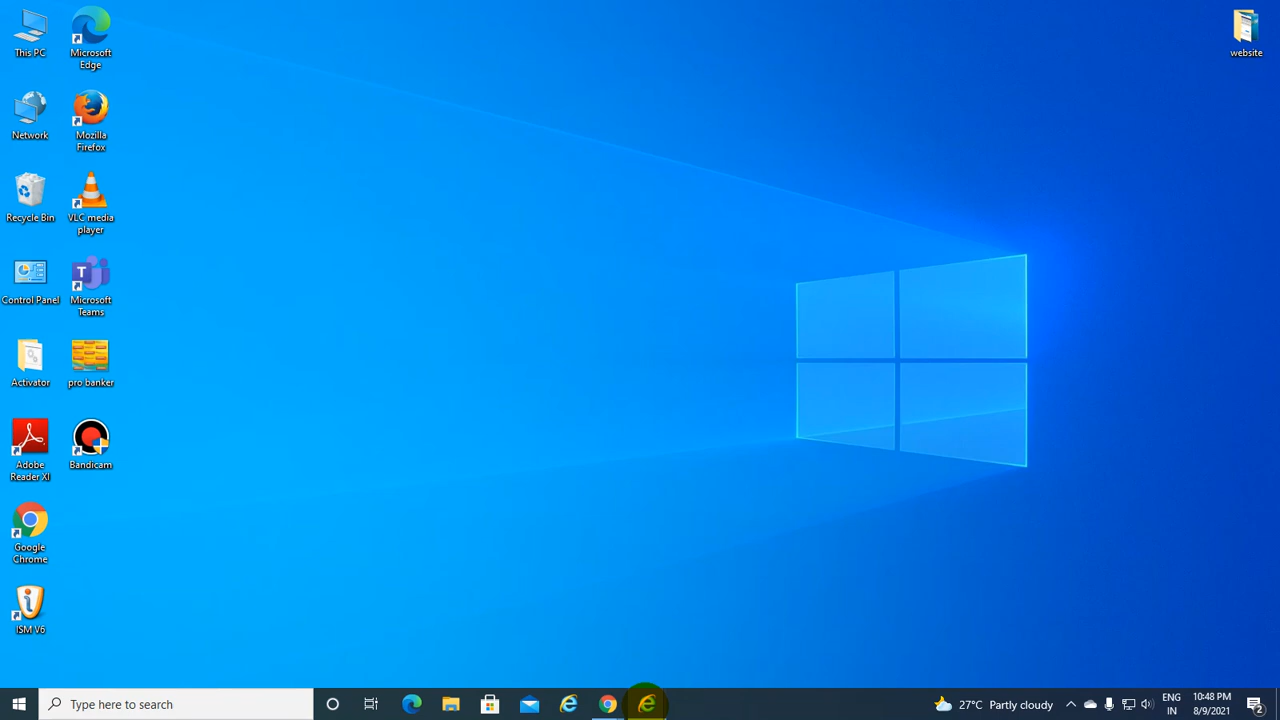 This PC
Microsoft
Edge
website
Network
Mozilla
Firefox
Recycle Bin
VLC media
player
Control Panel
T
Microsoft
Teams
Activator
pro banker
Adobe
Reader XI
Bandicam
Google
Chrome
iSM V6
Type here to search
27°C Partly cloudy
ENG
IN
10:48 PM
8/9/2021
2